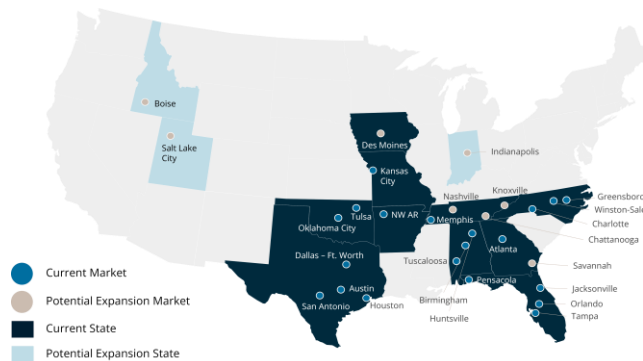 Boise
Salt Lake
City
Des Moines
Kansas
City
Indianapolis
Nashville
Knoxville
Greensboro
Winston-Sale
Charlotte
Chattanooga
Memphis
NW AR
Tulsa
Oklahoma City
Dallas – Ft. Worth
Austin
San Antonio
Houston
Tuscaloosa
Birmingham
Huntsville
Atlanta
Pensacola
Savannah
Jacksonville
Orlando
Tampa
Current Market
Potential Expansion Market
Current State
Potential Expansion State